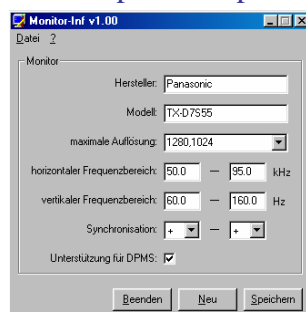 Monitor-Inf v1.00
Datei ?
Monitor
Hersteller: Panasonic
Modell: TX-D7S55
maximale Auflösung: 1280,1024
horizontaler Frequenzbereich: 50.0 — 95.0 kHz
vertikaler Frequenzbereich: 60.0 — 160.0 Hz
Synchronisation: + — +
Unterstützung für DPMS:
Beenden Neu Speichern